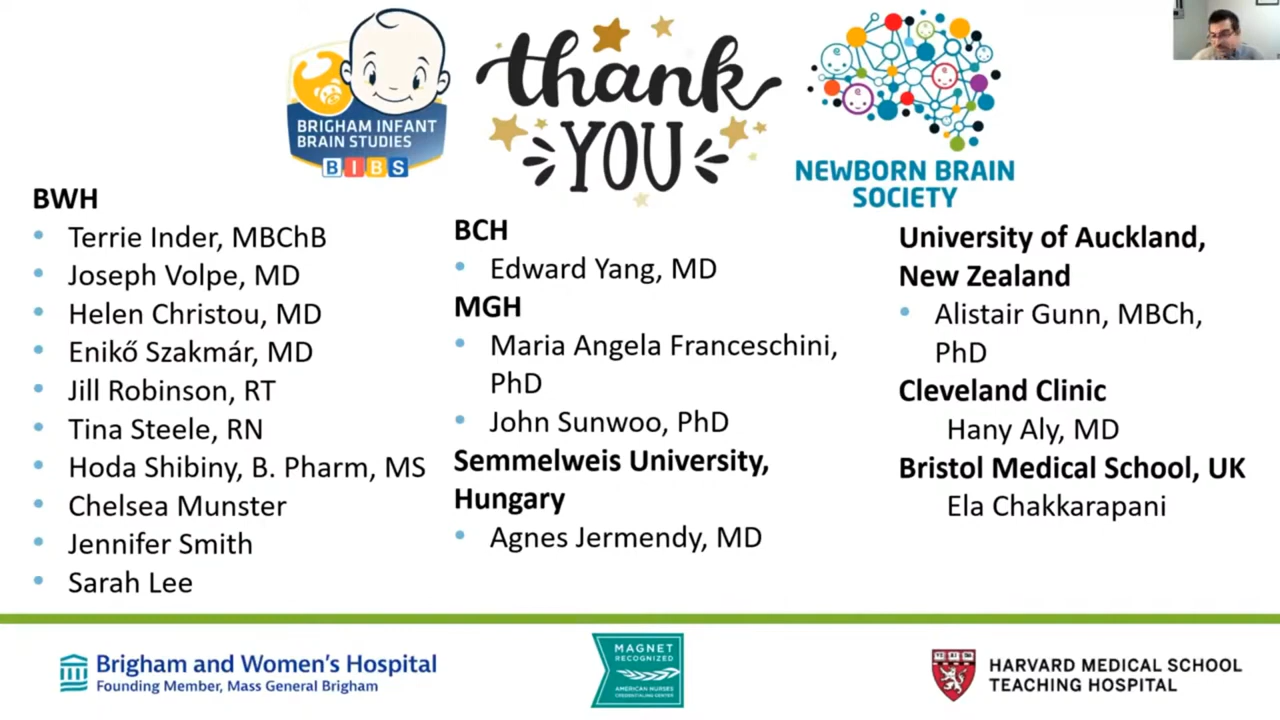 BRIGHAM INFANT
BRAIN STUDIES
BIBS
thank
YOU
NEWBORN BRAIN
SOCIETY
BWH
• Terrie Inder, MBChB
• Joseph Volpe, MD
• Helen Christou, MD
• Enikő Szakmár, MD
• Jill Robinson, RT
• Tina Steele, RN
• Hoda Shibiny, B. Pharm, MS
• Chelsea Munster
• Jennifer Smith
• Sarah Lee
BCH
• Edward Yang, MD
MGH
• Maria Angela Franceschini,
PhD
• John Sunwoo, PhD
Semmelweis University,
Hungary
• Agnes Jermendy, MD
University of Auckland,
New Zealand
• Alistair Gunn, MBCh,
PhD
Cleveland Clinic
Hany Aly, MD
Bristol Medical School, UK
Ela Chakkarapani
Brigham and Women's Hospital
Founding Member, Mass General Brigham
MAGNET
RECOGNIZED
AMERICAN NURSES
CREDENTIALING CENTER
HARVARD MEDICAL SCHOOL
TEACHING HOSPITAL